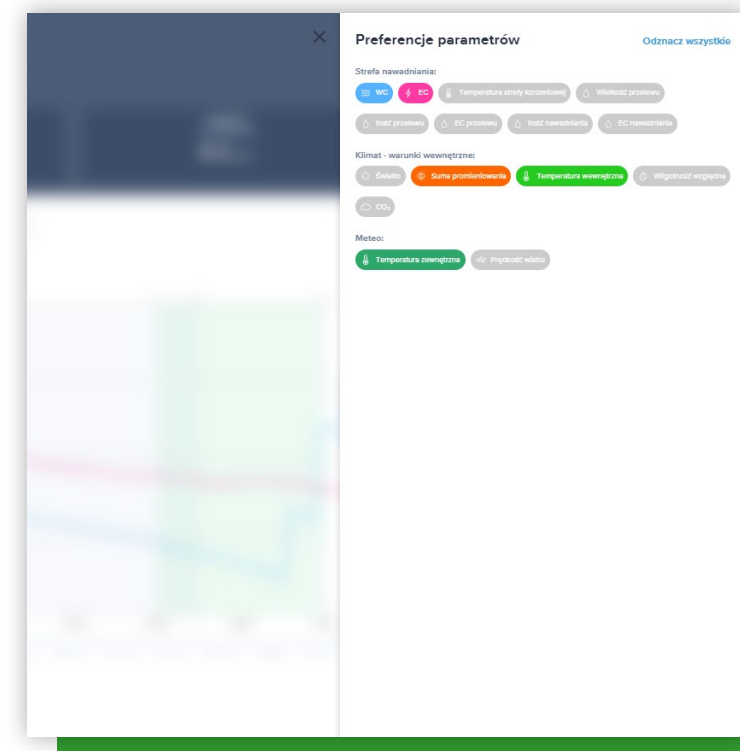 Preferencje parametrów Odznacz wszystkie
Strefa nawadniania:
WC EC Temperatura strefy korzeniowej Wielkość przelewu
Ilość przelewu EC przelewu Ilość nawadniania EC nawadniania
Klimat - warunki wewnętrzne:
Światło Suma promieniowania Temperatura wewnętrzna Wilgotność względna
CO₂
Meteo:
Temperatura zewnętrzna Prędkość wiatru